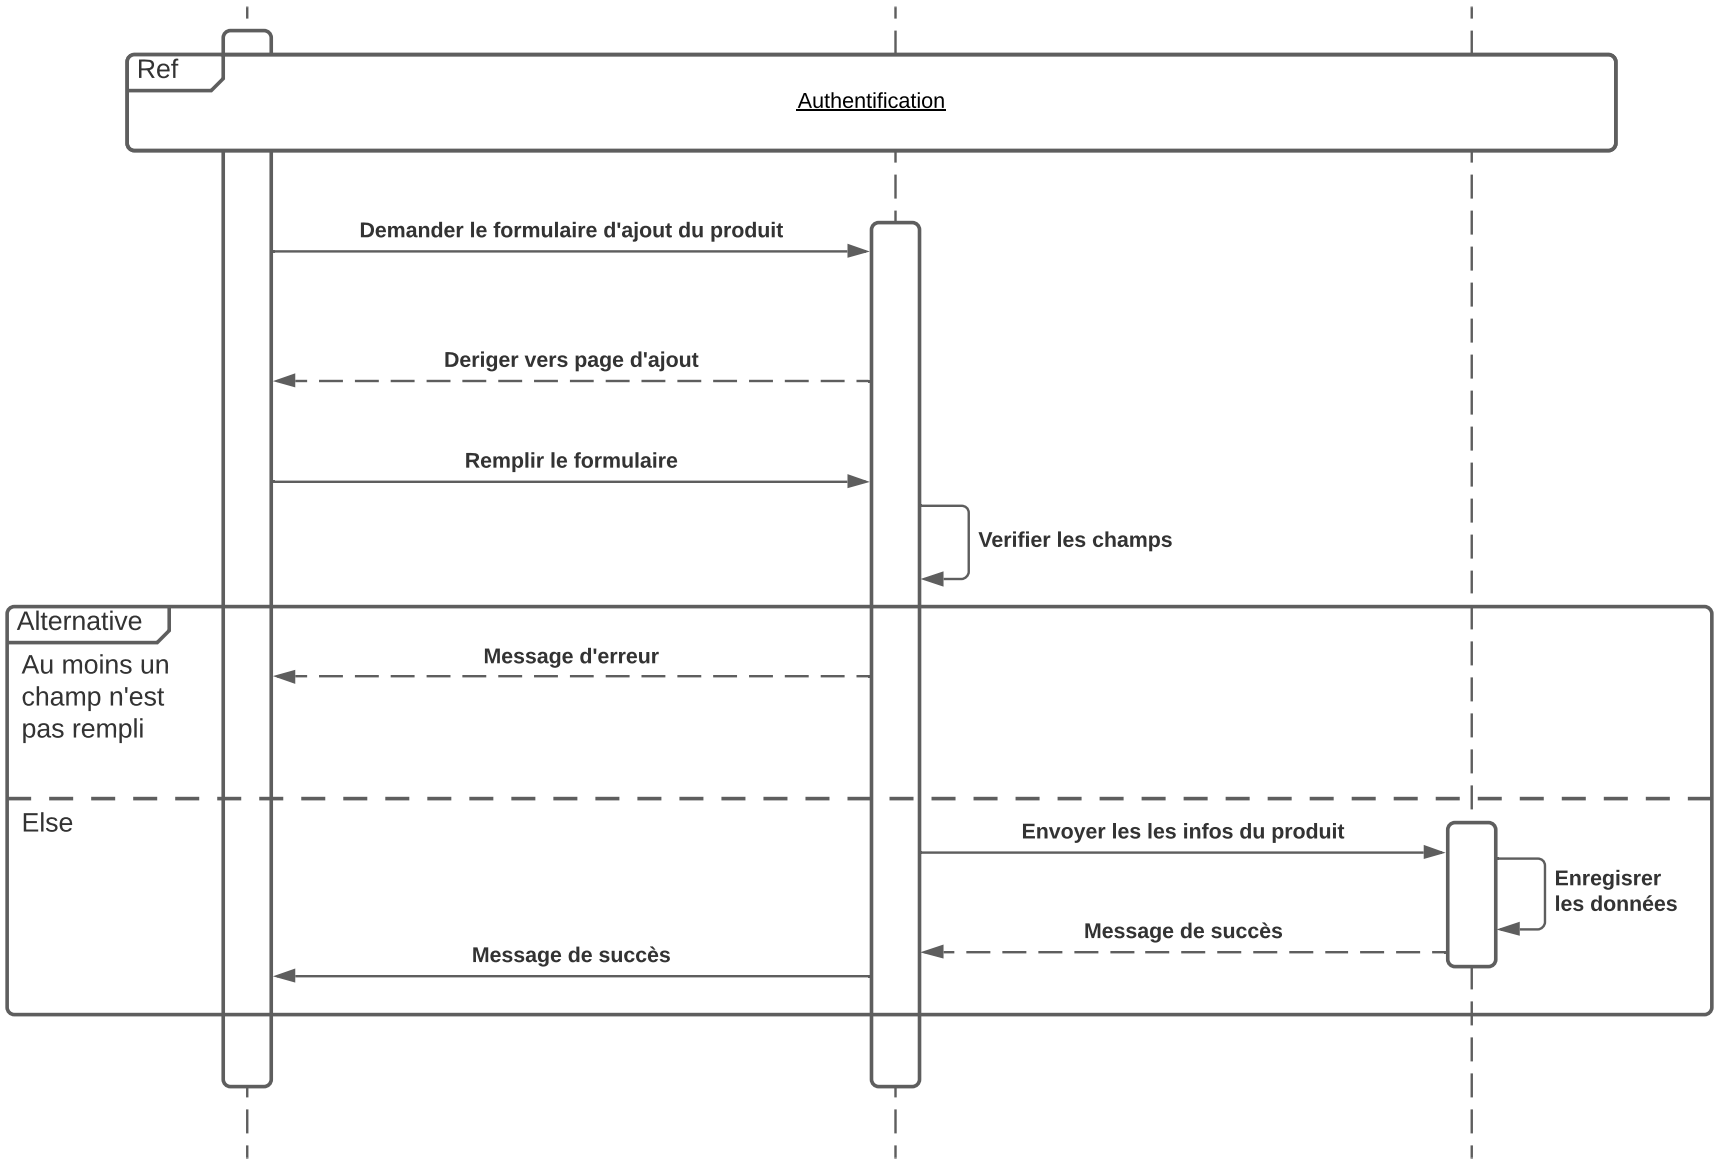 Ref
Authentification
Demander le formulaire d'ajout du produit
Deriger vers page d'ajout
Remplir le formulaire
Verifier les champs
Alternative
Au moins un
champ n'est
pas rempli
Message d'erreur
Else
Envoyer les les infos du produit
Enregisrer
les données
Message de succès
Message de succès